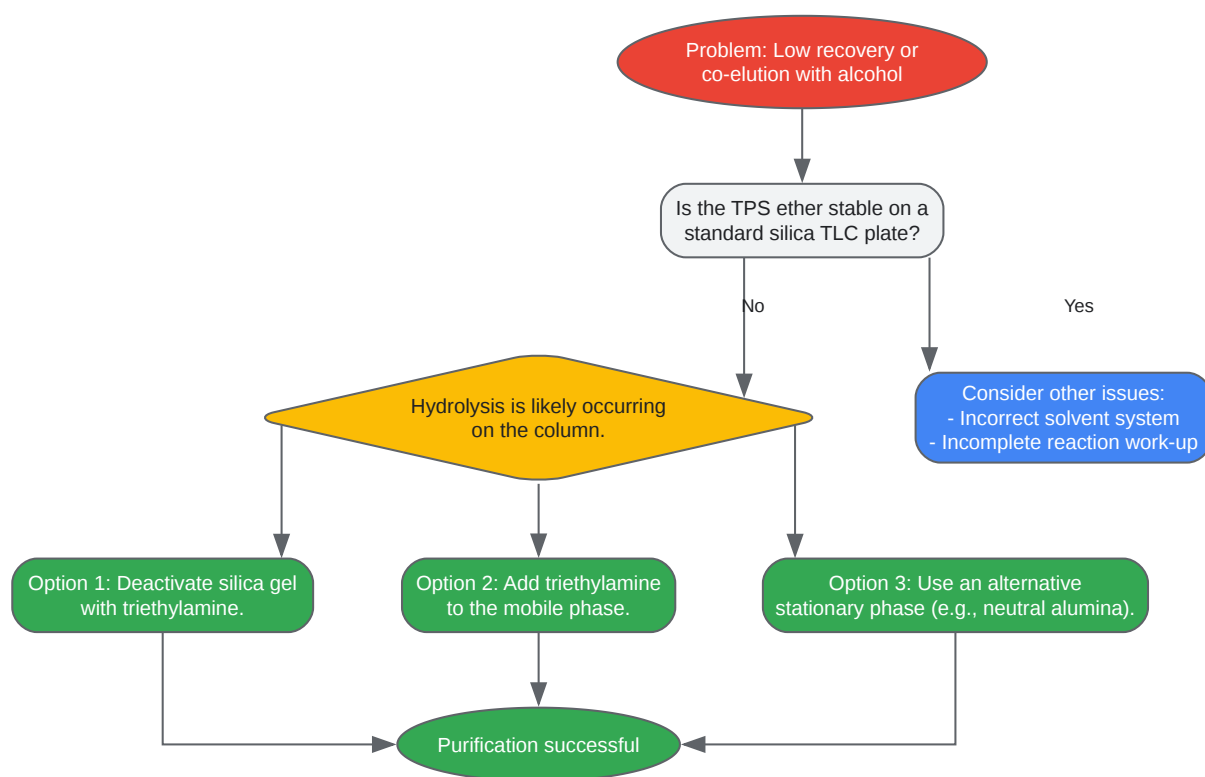 Problem: Low recovery or
co-elution with alcohol
Is the TPS ether stable on a
standard silica TLC plate?
No
Yes
Hydrolysis is likely occurring
on the column.
Consider other issues:
- Incorrect solvent system
- Incomplete reaction work-up
Option 1: Deactivate silica gel
with triethylamine.
Option 2: Add triethylamine
to the mobile phase.
Option 3: Use an alternative
stationary phase (e.g., neutral alumina).
Purification successful